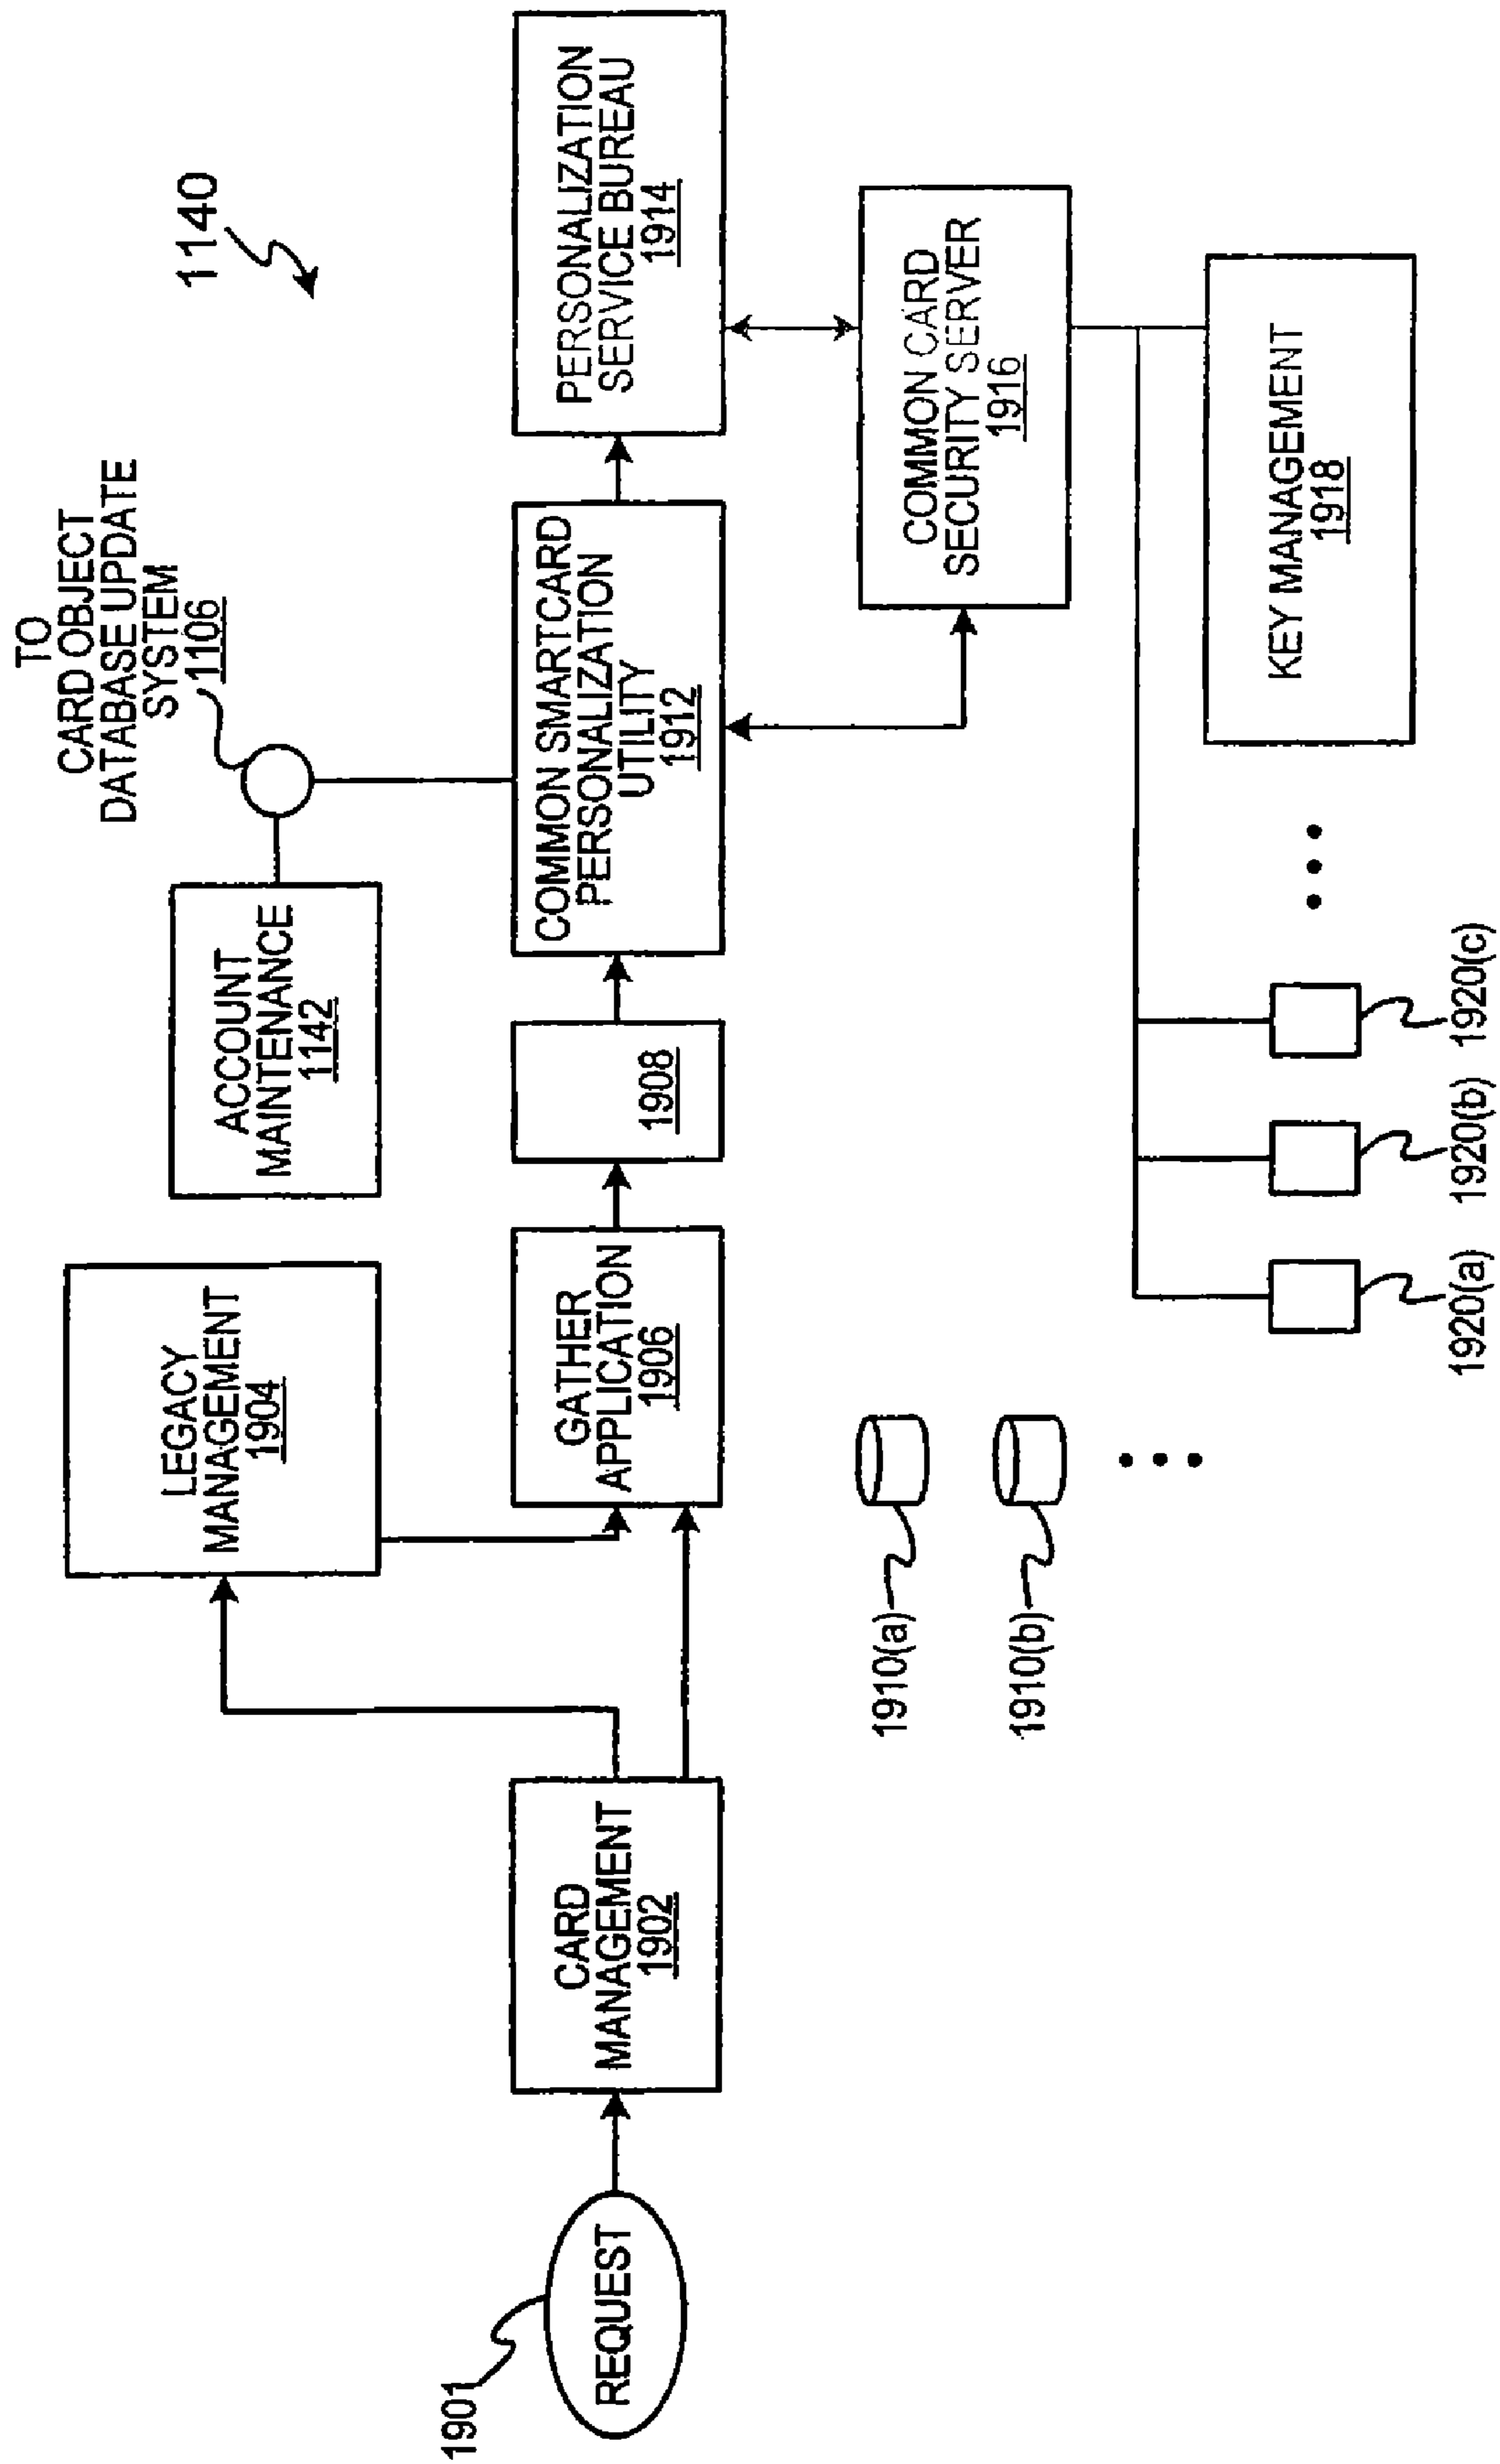 1140
TO
CARD OBJECT
DATABASE UPDATE
SYSTEM
1106
ACCOUNT
MAINTENANCE
1142
LEGACY
MANAGEMENT
1904
1901
REQUEST
CARD
MANAGEMENT
1902
GATHER
APPLICATION
1906
1908
COMMON SMARTCARD
PERSONALIZATION
UTILITY
1912
PERSONALIZATION
SERVICE BUREAU
1914
1910(a)
1910(b)
COMMON CARD
SECURITY SERVER
1916
KEY MANAGEMENT
1918
1920(a)
1920(b)
1920(c)